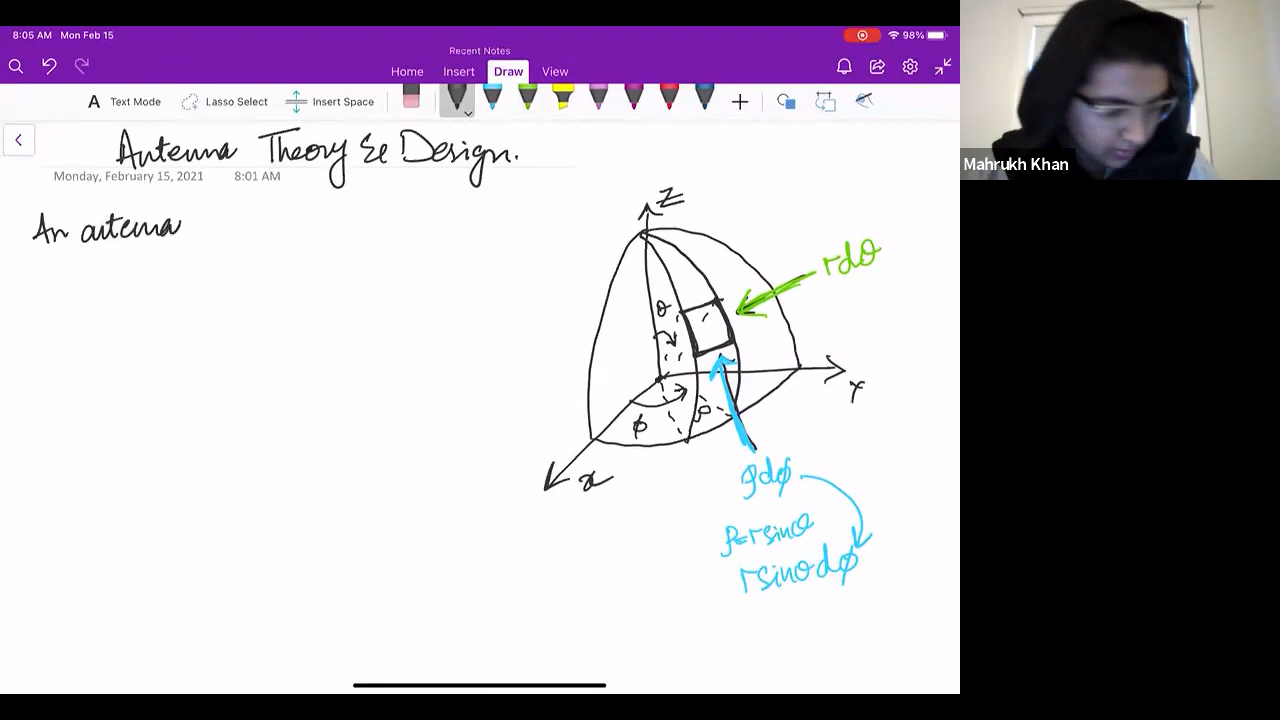 8:05 AM Mon Feb 15
98%
Recent Notes
Home Insert Draw View
Text Mode Lasso Select Insert Space
Antenna Theory & Design.
Monday, February 15, 2021 8:01 AM
An antenna
Mahrukh Khan
Z
rdθ
θ
Y
ρ
ϕ
x
ρdϕ
ρ=rsinθ
rsinθdϕ